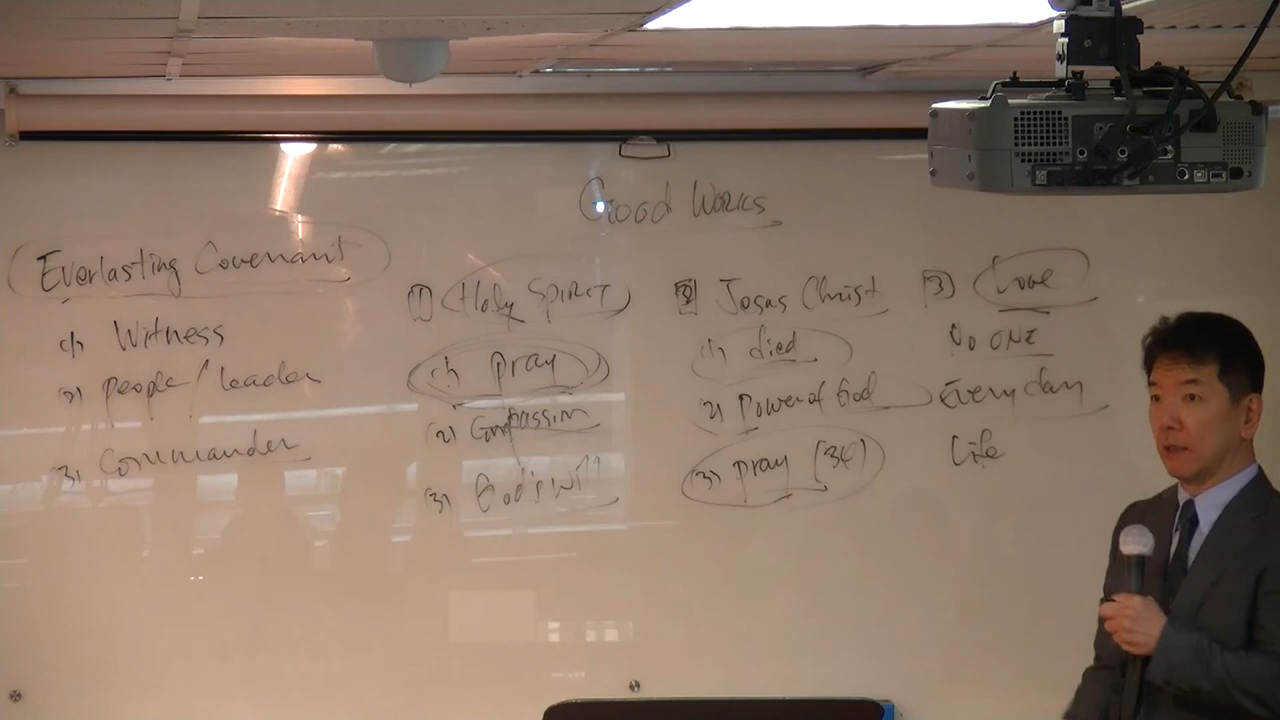 Good Works
Everlasting Covenant
1) Witness
2) people / leader
3) Commander
[1] Holy SPIRIT
(1) pray
(2) Compassion
(3) God's will
[2] Jesus Christ
(1) died
2) Power of God
(3) pray (34)
[3] Love
No ONE
Every day
Life